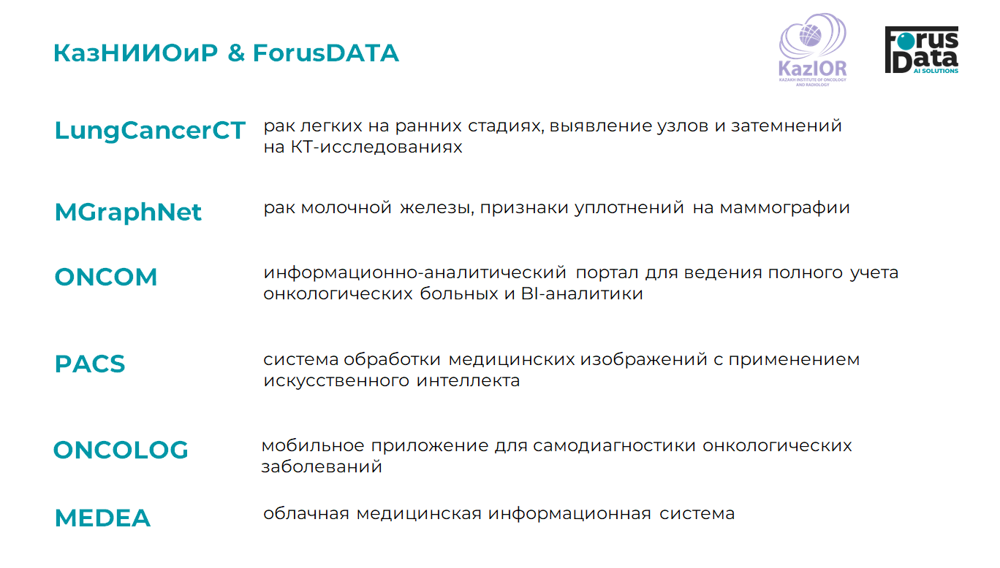 КазНИИОиР & ForusDATA
KazIOR
KAZAKH INSTITUTE OF ONCOLOGY
AND RADIOLOGY
Forus
Data
AI SOLUTIONS
LungCancerCT
рак легких на ранних стадиях, выявление узлов и затемнений
на КТ-исследованиях
MGraphNet
рак молочной железы, признаки уплотнений на маммографии
ONCOM
информационно-аналитический портал для ведения полного учета
онкологических больных и BI-аналитики
PACS
система обработки медицинских изображений с применением
искусственного интеллекта
ONCOLOG
мобильное приложение для самодиагностики онкологических
заболеваний
MEDEA
облачная медицинская информационная система